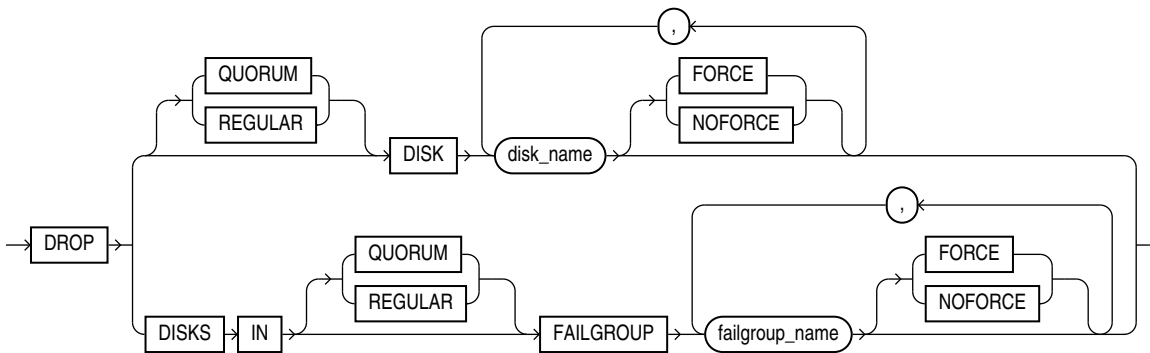 ,
QUORUM
FORCE
REGULAR
NOFORCE
DISK
disk_name
,
DROP
QUORUM
FORCE
REGULAR
NOFORCE
DISKS IN
FAILGROUP
failgroup_name